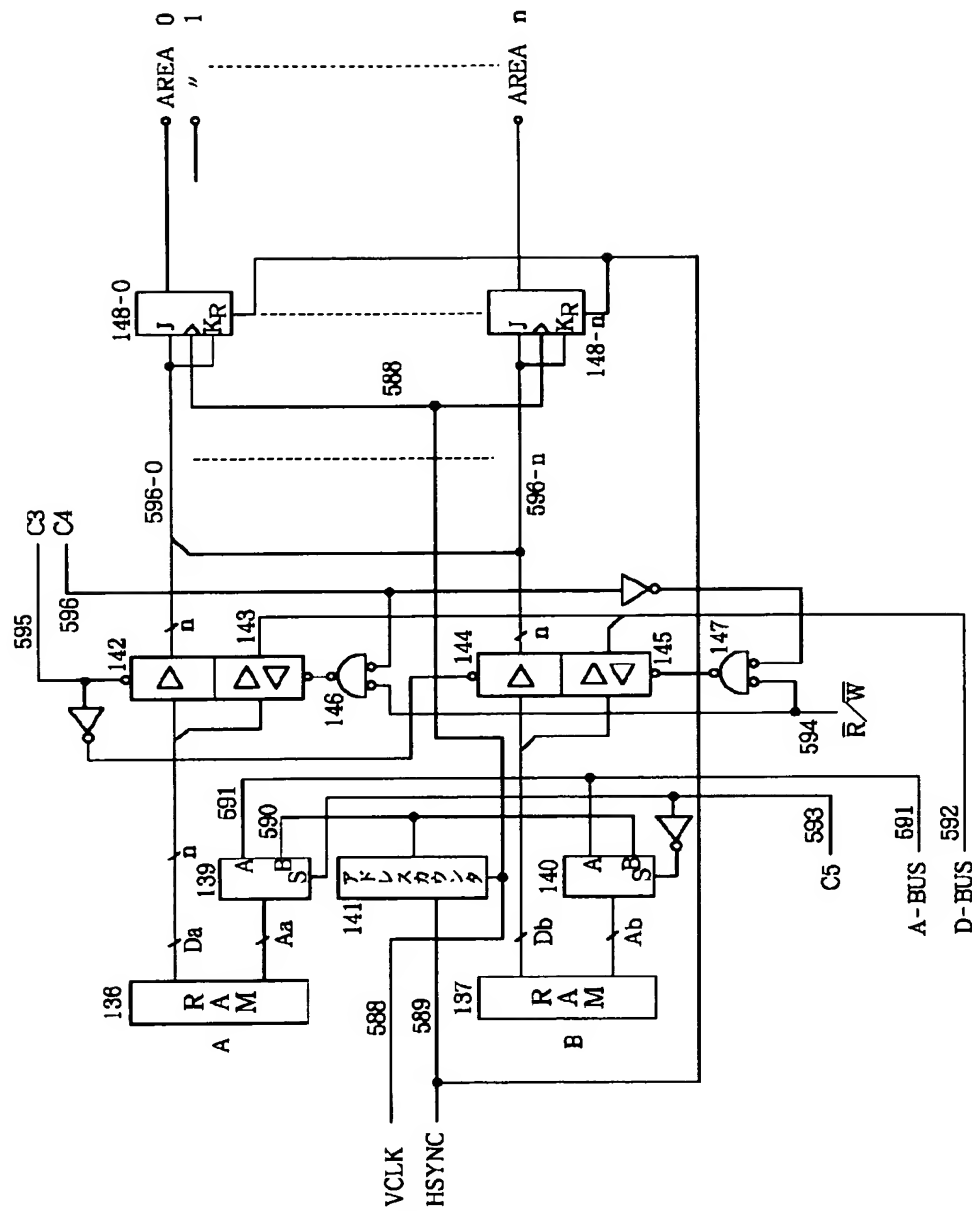 AREA 0
〃 1
AREA n
148-0
J
K
R
148-n
J
K
R
588
596-0
596-n
C3
C4
595
596
142
n
143
146
144
n
145
147
594
R/W
136
RAM
A
Da
n
Aa
139
A
B
S
591
590
141
アドレスカウンタ
137
RAM
B
Db
Ab
140
A
B
S
593
C5
591
A-BUS
592
D-BUS
588
VCLK
589
HSYNC